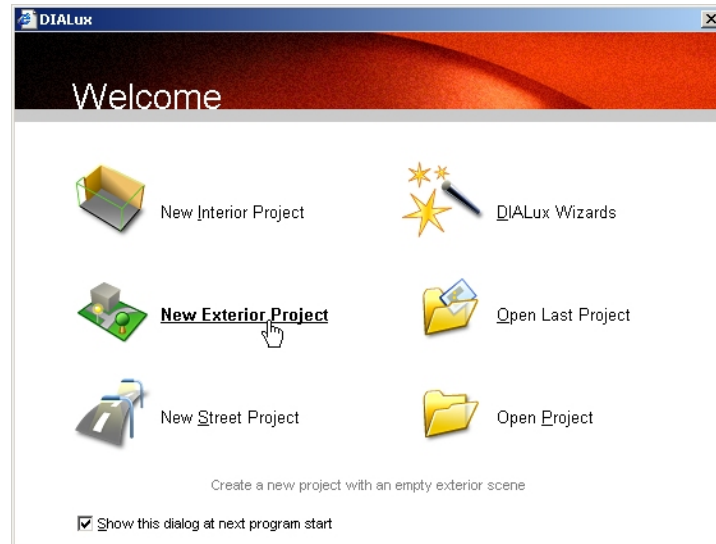 DIALux
Welcome
New Interior Project
DIALux Wizards
New Exterior Project
Open Last Project
New Street Project
Open Project
Create a new project with an empty exterior scene
Show this dialog at next program start